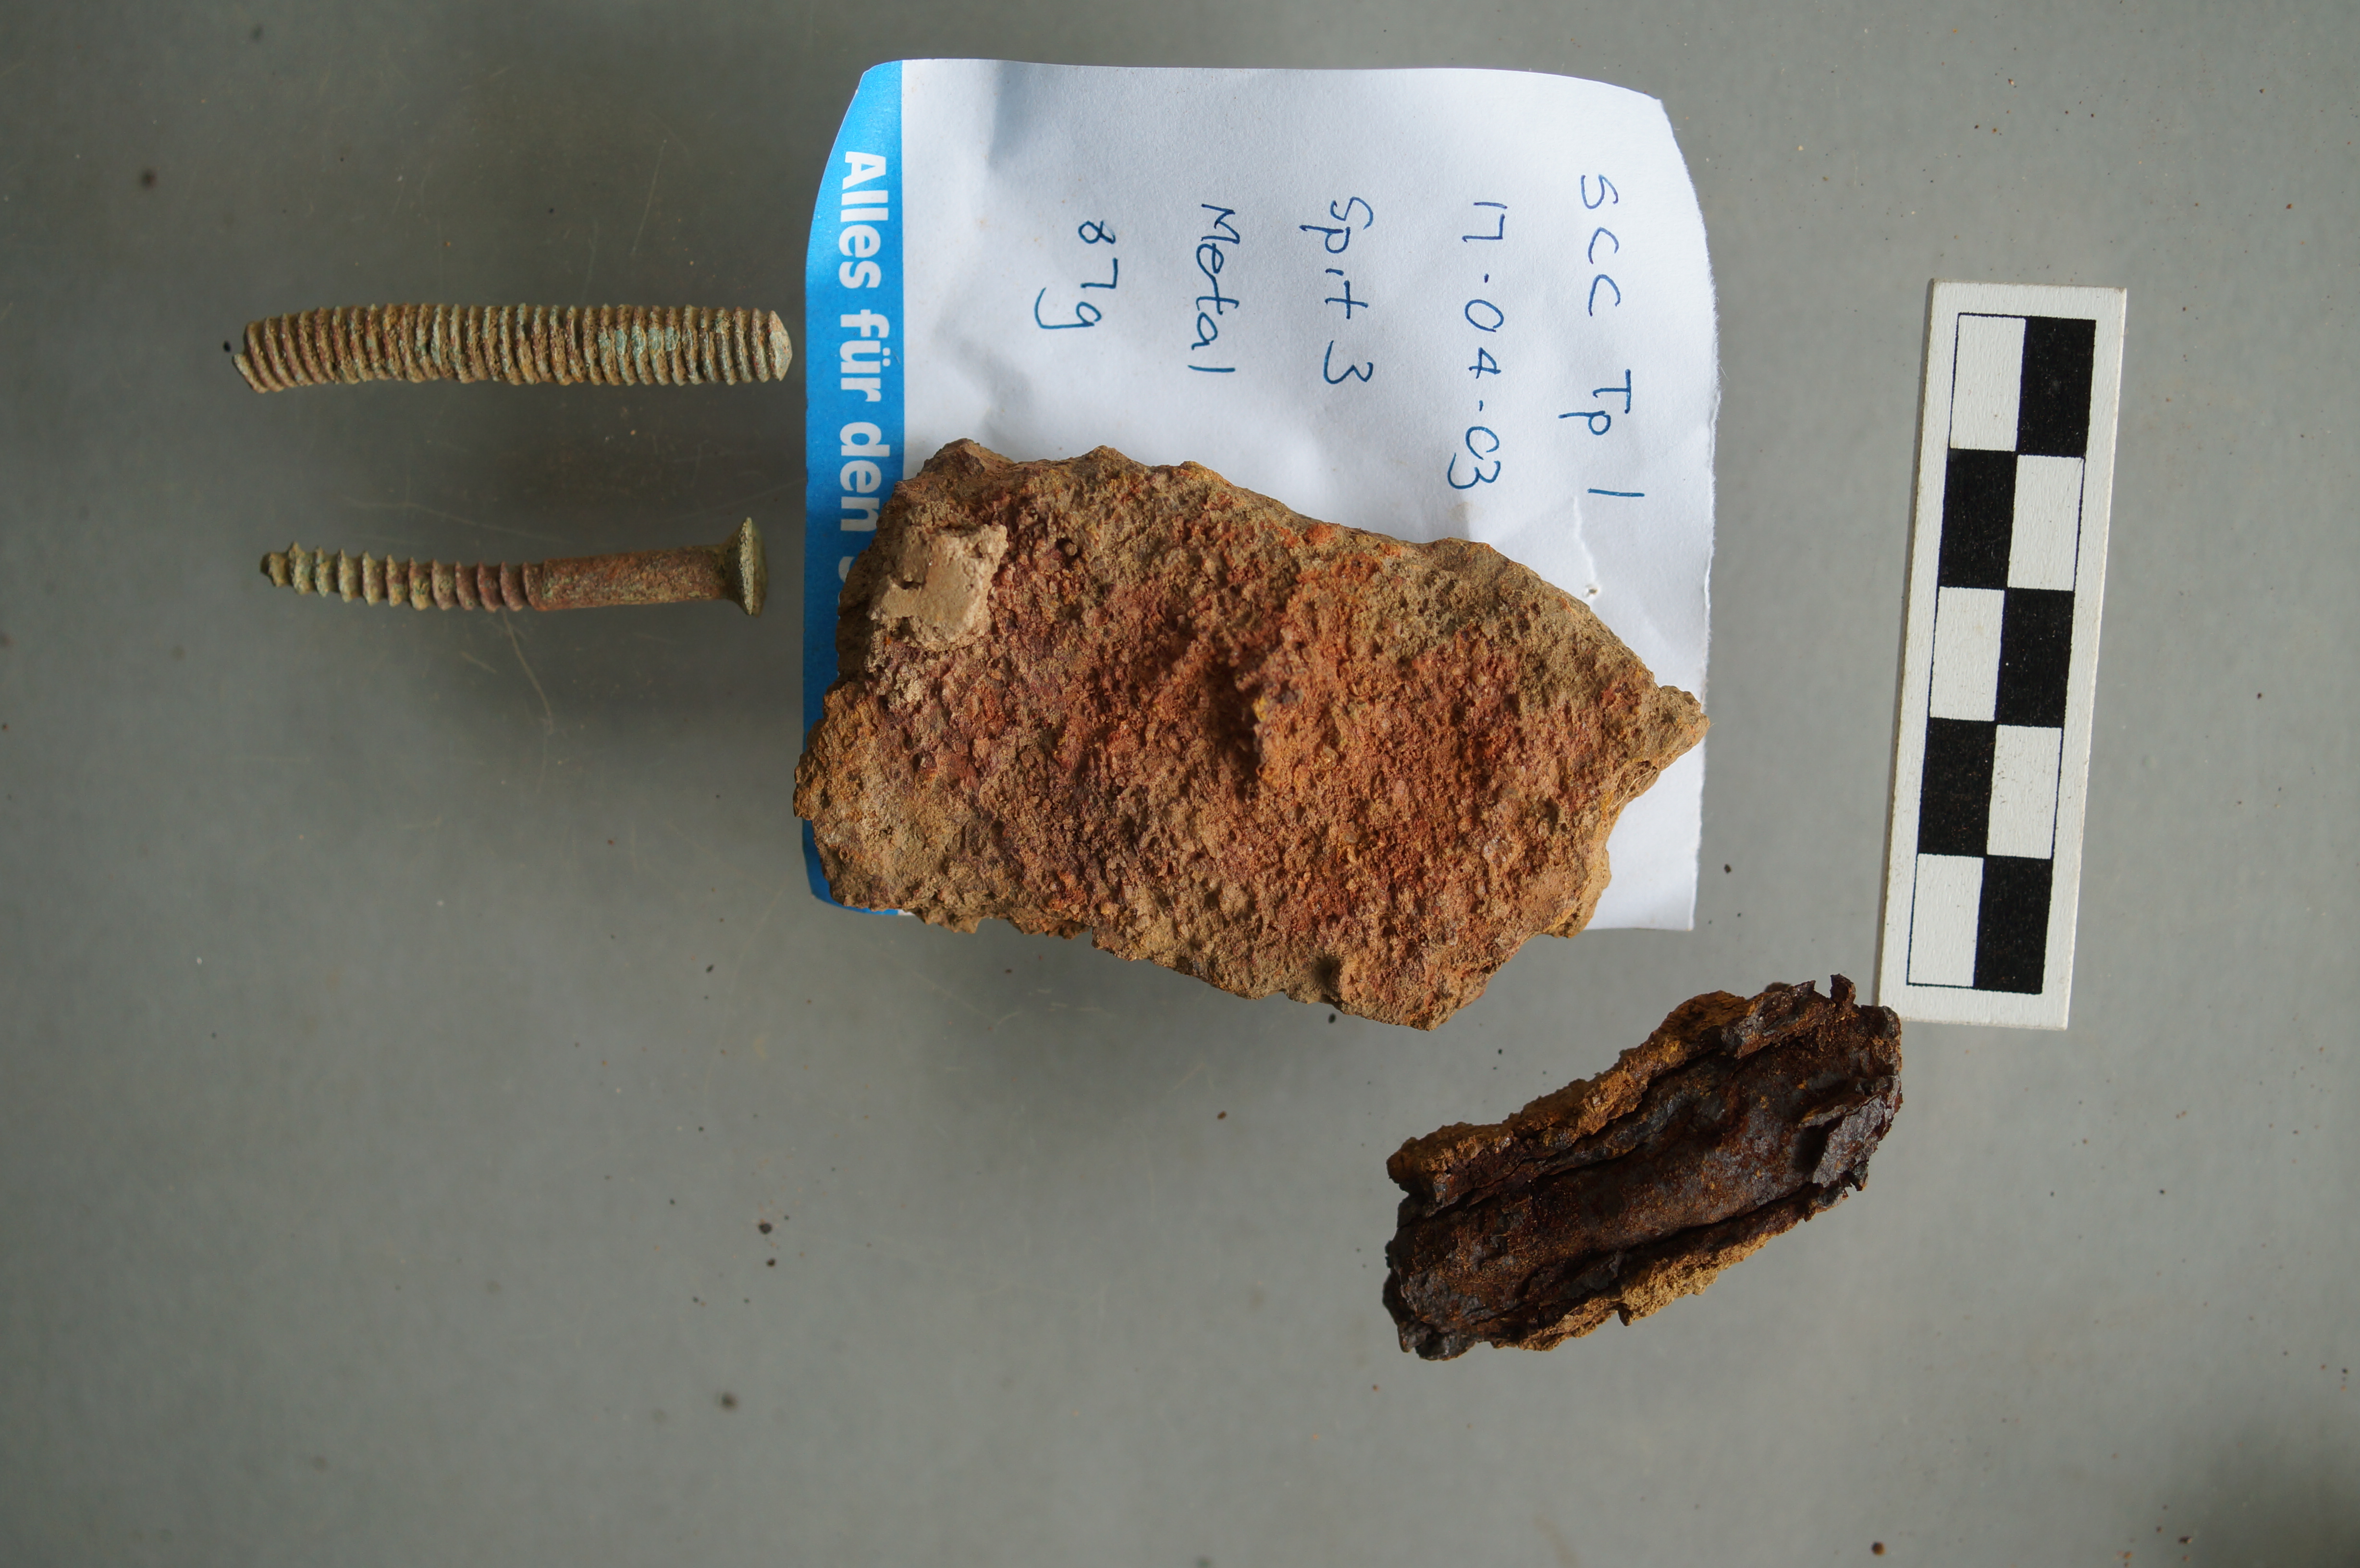 SCC Tp 1
17-04-03
Spit 3
Metal
87g
Alles für den